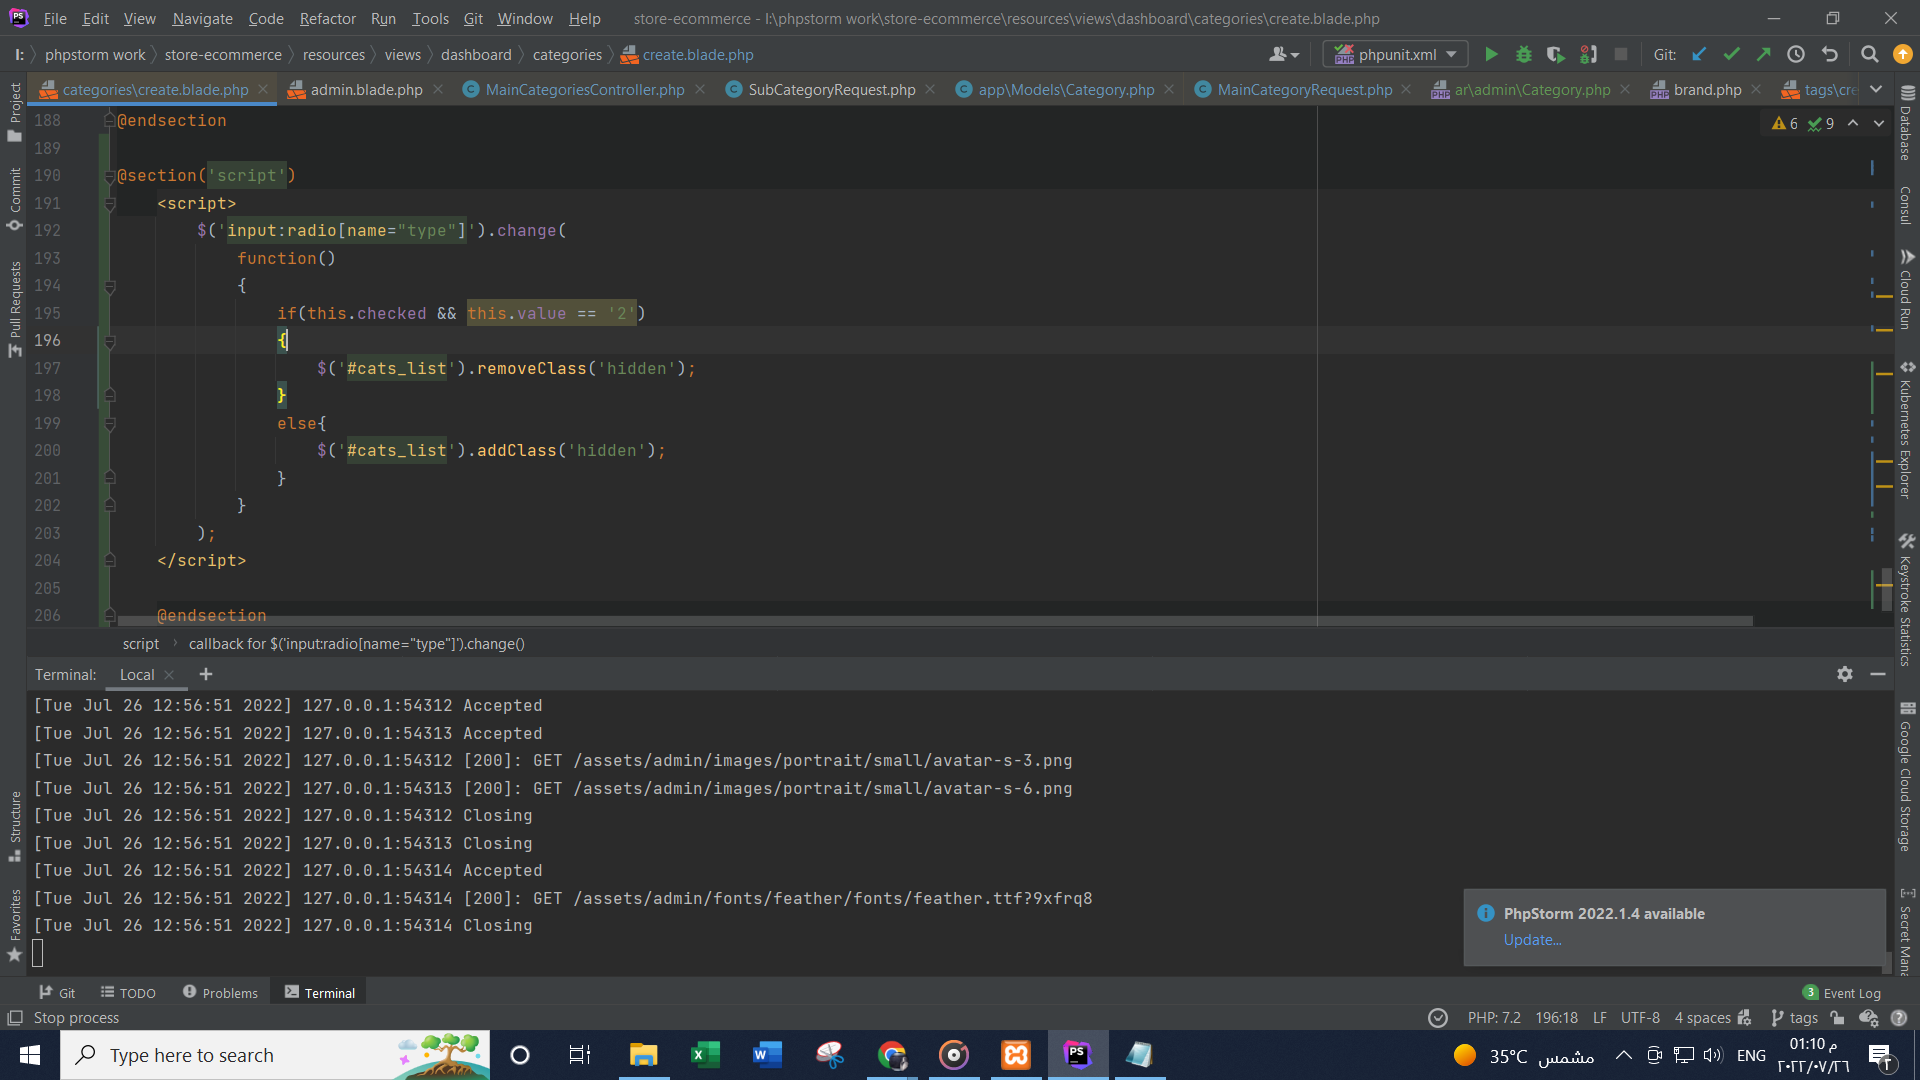 File Edit View Navigate Code Refactor Run Tools Git Window Help store-ecommerce - I:\phpstorm work\store-ecommerce\resources\views\dashboard\categories\create.blade.php
I: phpstorm work store-ecommerce resources views dashboard categories create.blade.php phpunit.xml Git:
categories\create.blade.php admin.blade.php MainCategoriesController.php SubCategoryRequest.php app\Models\Category.php MainCategoryRequest.php ar\admin\Category.php brand.php tags\cre
188 @endsection
6 9
189
190 @section('script')
191 <script>
192 $('input:radio[name="type"]').change(
193 function()
194 {
195 if(this.checked && this.value == '2')
196 {
197 $('#cats_list').removeClass('hidden');
198 }
199 else{
200 $('#cats_list').addClass('hidden');
201 }
202 }
203 );
204 </script>
205
206 @endsection
script callback for $('input:radio[name="type"]').change()
Terminal: Local
[Tue Jul 26 12:56:51 2022] 127.0.0.1:54312 Accepted
[Tue Jul 26 12:56:51 2022] 127.0.0.1:54313 Accepted
[Tue Jul 26 12:56:51 2022] 127.0.0.1:54312 [200]: GET /assets/admin/images/portrait/small/avatar-s-3.png
[Tue Jul 26 12:56:51 2022] 127.0.0.1:54313 [200]: GET /assets/admin/images/portrait/small/avatar-s-6.png
[Tue Jul 26 12:56:51 2022] 127.0.0.1:54312 Closing
[Tue Jul 26 12:56:51 2022] 127.0.0.1:54313 Closing
[Tue Jul 26 12:56:51 2022] 127.0.0.1:54314 Accepted
[Tue Jul 26 12:56:51 2022] 127.0.0.1:54314 [200]: GET /assets/admin/fonts/feather/fonts/feather.ttf?9xfrq8
[Tue Jul 26 12:56:51 2022] 127.0.0.1:54314 Closing
PhpStorm 2022.1.4 available
Update...
Project
Commit
Pull Requests
Structure
Favorites
Database
Consul
Cloud Run
Kubernetes Explorer
Keystroke Statistics
Google Cloud Storage
Secret Mana
Git TODO Problems Terminal 3 Event Log
Stop process PHP: 7.2 196:18 LF UTF-8 4 spaces tags
Type here to search 35°C مشمس ENG 01:10 م
٢٠٢٢/٠٧/٢٦ ٢